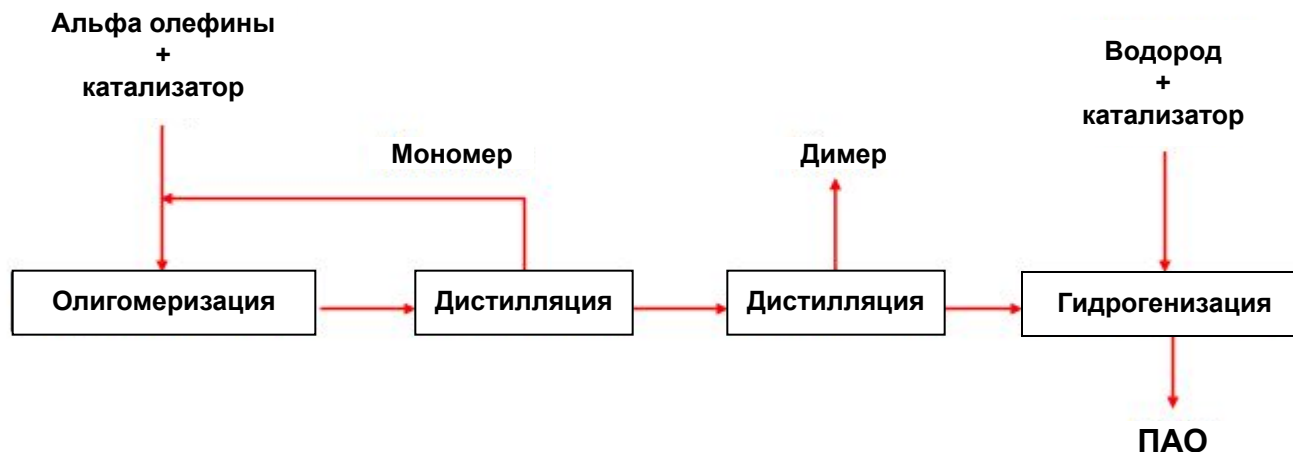 Альфа олефины
+
катализатор
Водород
+
катализатор
Мономер
Димер
Олигомеризация
Дистилляция
Дистилляция
Гидрогенизация
ПАО